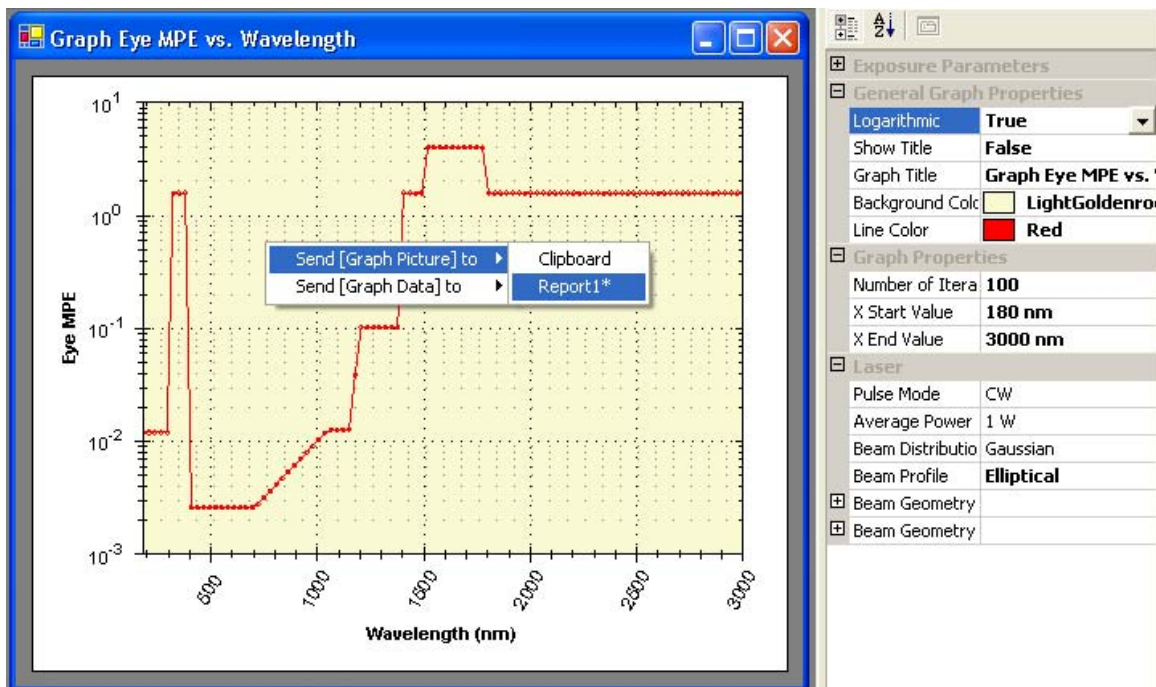 Graph Eye MPE vs. Wavelength
10^1
10^0
10^-1
10^-2
10^-3
Eye MPE
500
1000
1500
2000
2500
3000
Wavelength (nm)
Send [Graph Picture] to
Send [Graph Data] to
Clipboard
Report1*
A
Z
Exposure Parameters
General Graph Properties
Logarithmic True
Show Title False
Graph Title Graph Eye MPE vs. '
Background Colc LightGoldenro
Line Color Red
Graph Properties
Number of Itera 100
X Start Value 180 nm
X End Value 3000 nm
Laser
Pulse Mode CW
Average Power 1 W
Beam Distributio Gaussian
Beam Profile Elliptical
Beam Geometry
Beam Geometry